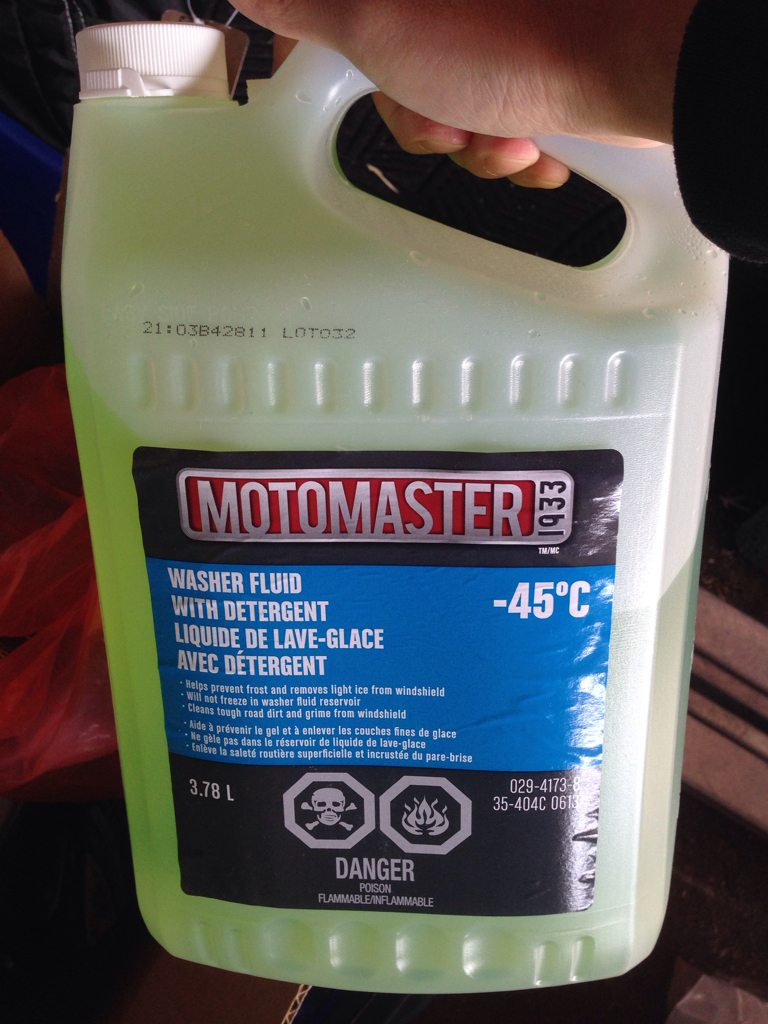 21:03B42811 LOT032
MOTOMASTER 1933
TM/MC
WASHER FLUID
WITH DETERGENT
LIQUIDE DE LAVE-GLACE
AVEC DÉTERGENT
-45ºC
· Helps prevent frost and removes light ice from windshield
· Will not freeze in washer fluid reservoir
· Cleans tough road dirt and grime from windshield
· Aide à prévenir le gel et à enlever les couches fines de glace
· Ne gèle pas dans le réservoir de liquide de lave-glace
· Enlève la saleté routière superficielle et incrustée du pare-brise
3.78 L
029-4173-8
35-404C 0613
DANGER
POISON
FLAMMABLE/INFLAMMABLE